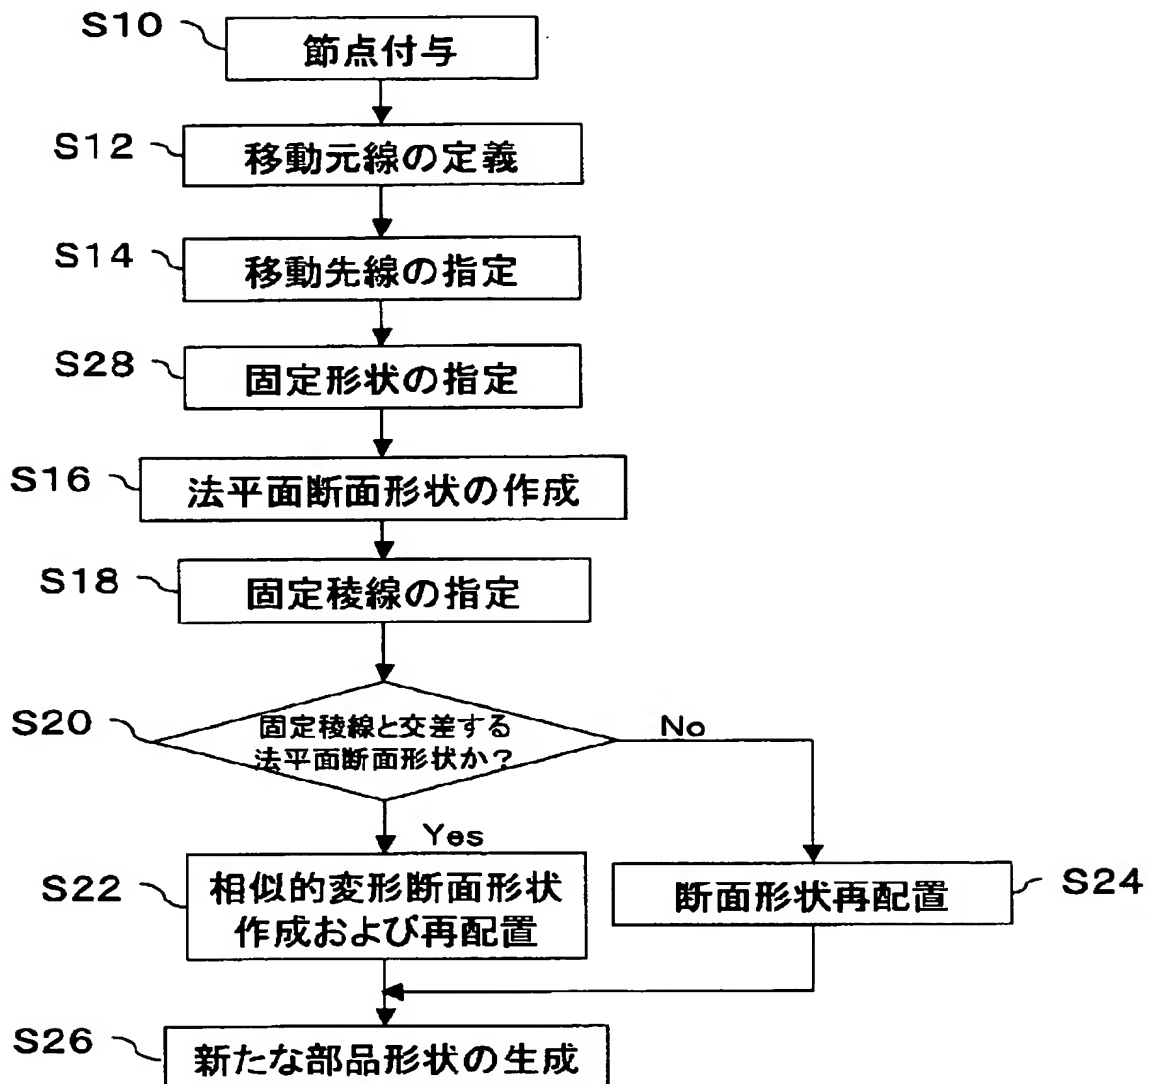 S10
節点付与
S12
移動元線の定義
S14
移動先線の指定
S28
固定形状の指定
S16
法平面断面形状の作成
S18
固定稜線の指定
S20
固定稜線と交差する
法平面断面形状か？
No
Yes
S22
相似的変形断面形状
作成および再配置
断面形状再配置
S24
S26
新たな部品形状の生成